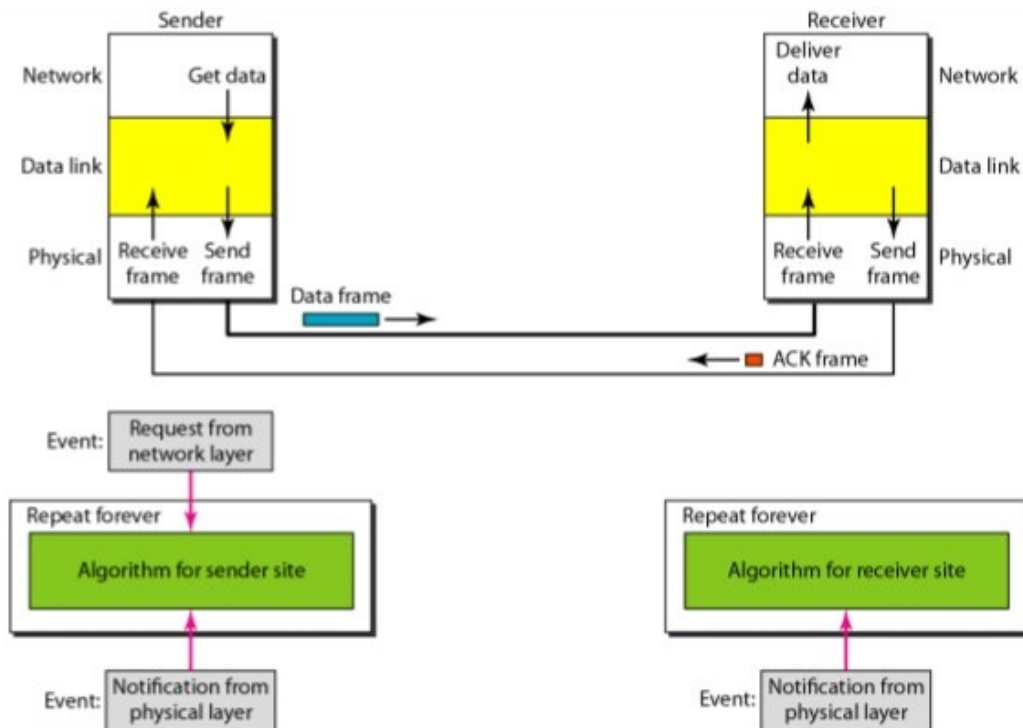 Sender
Receiver
Network
Get data
Deliver
data
Network
Data link
Data link
Physical
Receive
frame
Send
frame
Receive
frame
Send
frame
Physical
Data frame
ACK frame
Event:
Request from
network layer
Repeat forever
Algorithm for sender site
Repeat forever
Algorithm for receiver site
Event:
Notification from
physical layer
Event:
Notification from
physical layer